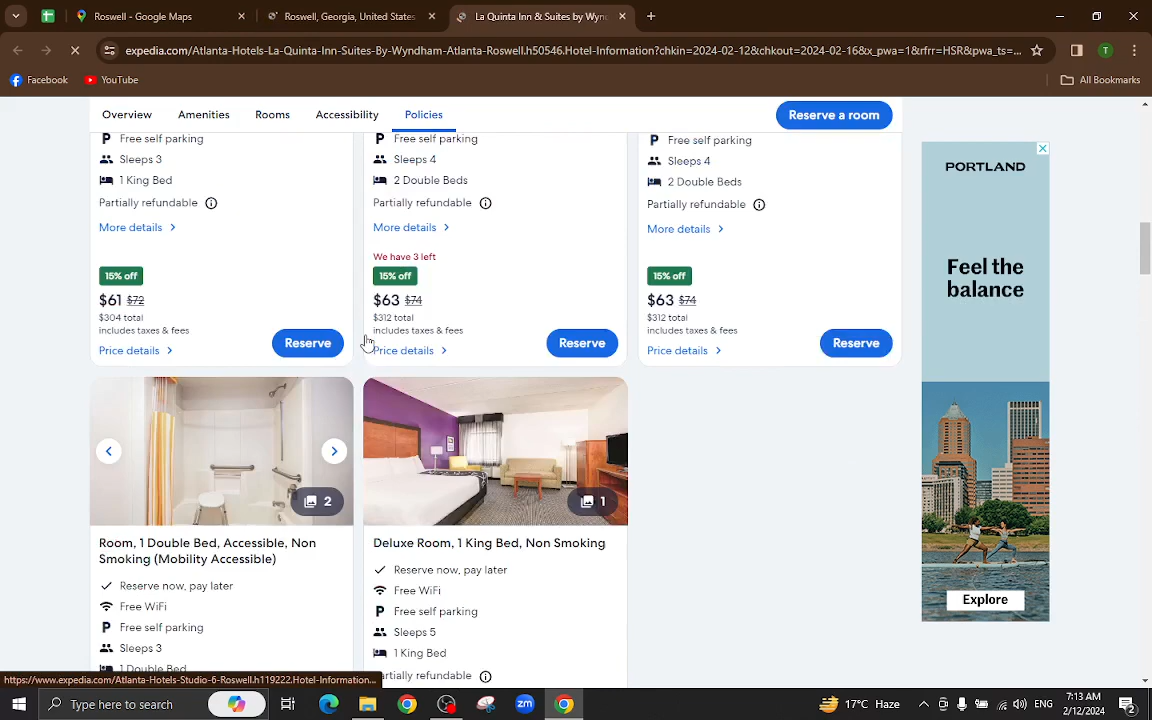 Roswell - Google Maps
Roswell, Georgia, United States
La Quinta Inn & Suites by Wynd
expedia.com/Atlanta-Hotels-La-Quinta-Inn-Suites-By-Wyndham-Atlanta-Roswell.h50546.Hotel-Information?chkin=2024-02-12&chkout=2024-02-16&x_pwa=1&rfrr=HSR&pwa_ts=...
T
Facebook
YouTube
All Bookmarks
Overview
Amenities
Rooms
Accessibility
Policies
Reserve a room
P Free self parking
Sleeps 3
1 King Bed
Partially refundable
More details
15% off
$61 $72
$304 total
includes taxes & fees
Price details
Reserve
P Free self parking
Sleeps 4
2 Double Beds
Partially refundable
More details
We have 3 left
15% off
$63 $74
$312 total
includes taxes & fees
Price details
Reserve
P Free self parking
Sleeps 4
2 Double Beds
Partially refundable
More details
15% off
$63 $74
$312 total
includes taxes & fees
Price details
Reserve
2
Room, 1 Double Bed, Accessible, Non
Smoking (Mobility Accessible)
Reserve now, pay later
Free WiFi
P Free self parking
Sleeps 3
1 Double Bed
1
Deluxe Room, 1 King Bed, Non Smoking
Reserve now, pay later
Free WiFi
P Free self parking
Sleeps 5
1 King Bed
artially refundable
PORTLAND
Feel the
balance
Explore
https://www.expedia.com/Atlanta-Hotels-Studio-6-Roswell.h119222.Hotel-Information...
Type here to search
zm
17°C Haze
ENG
7:13 AM
2/12/2024
2